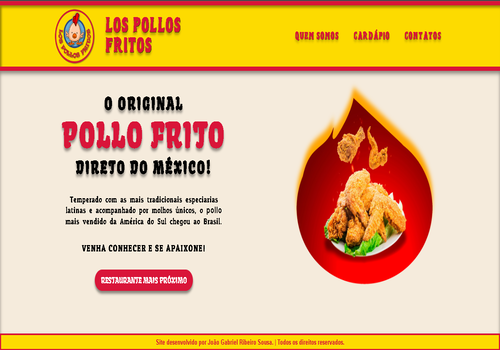 LOS POLLOS FRITOS
LOS POLLOS
FRITOS
QUEM SOMOS CARDÁPIO CONTATOS
O ORIGINAL
POLLO FRITO
DIRETO DO MÉXICO!
Temperado com as mais tradicionais especiarias
latinas e acompanhado por molhos únicos, o pollo
mais vendido da América do Sul chegou ao Brasil.
VENHA CONHECER E SE APAIXONE!
RESTAURANTE MAIS PRÓXIMO
Site desenvolvido por João Gabriel Ribeiro Sousa. | Todos os direitos reservados.